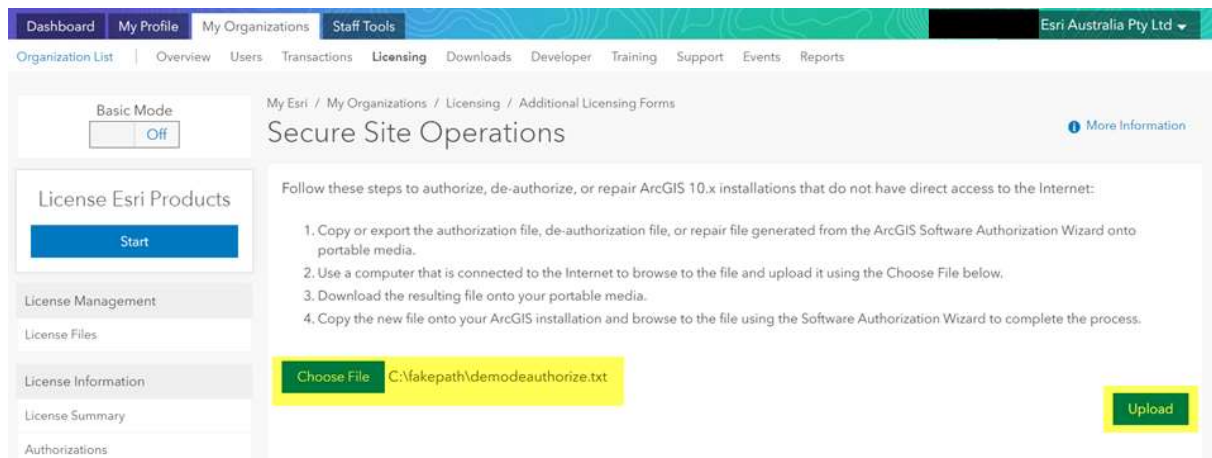 Dashboard My Profile My Organizations Staff Tools Esri Australia Pty Ltd
Organization List Overview Users Transactions Licensing Downloads Developer Training Support Events Reports
Basic Mode
Off
My Esri / My Organizations / Licensing / Additional Licensing Forms
Secure Site Operations
More Information
License Esri Products
Start
License Management
License Files
License Information
License Summary
Authorizations
Follow these steps to authorize, de-authorize, or repair ArcGIS 10.x installations that do not have direct access to the Internet:
1. Copy or export the authorization file, de-authorization file, or repair file generated from the ArcGIS Software Authorization Wizard onto
portable media.
2. Use a computer that is connected to the Internet to browse to the file and upload it using the Choose File below.
3. Download the resulting file onto your portable media.
4. Copy the new file onto your ArcGIS installation and browse to the file using the Software Authorization Wizard to complete the process.
Choose File C:\fakepath\demodeauthorize.txt
Upload